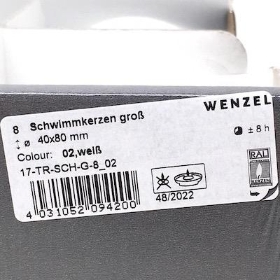 WENZEL
8 Schwimmkerzen groß
↕ ø 40x80 mm
± 8 h
Colour: 02,weiß
17-TR-SCH-G-8_02
RAL
KERZEN
48/2022
4 031052 094200